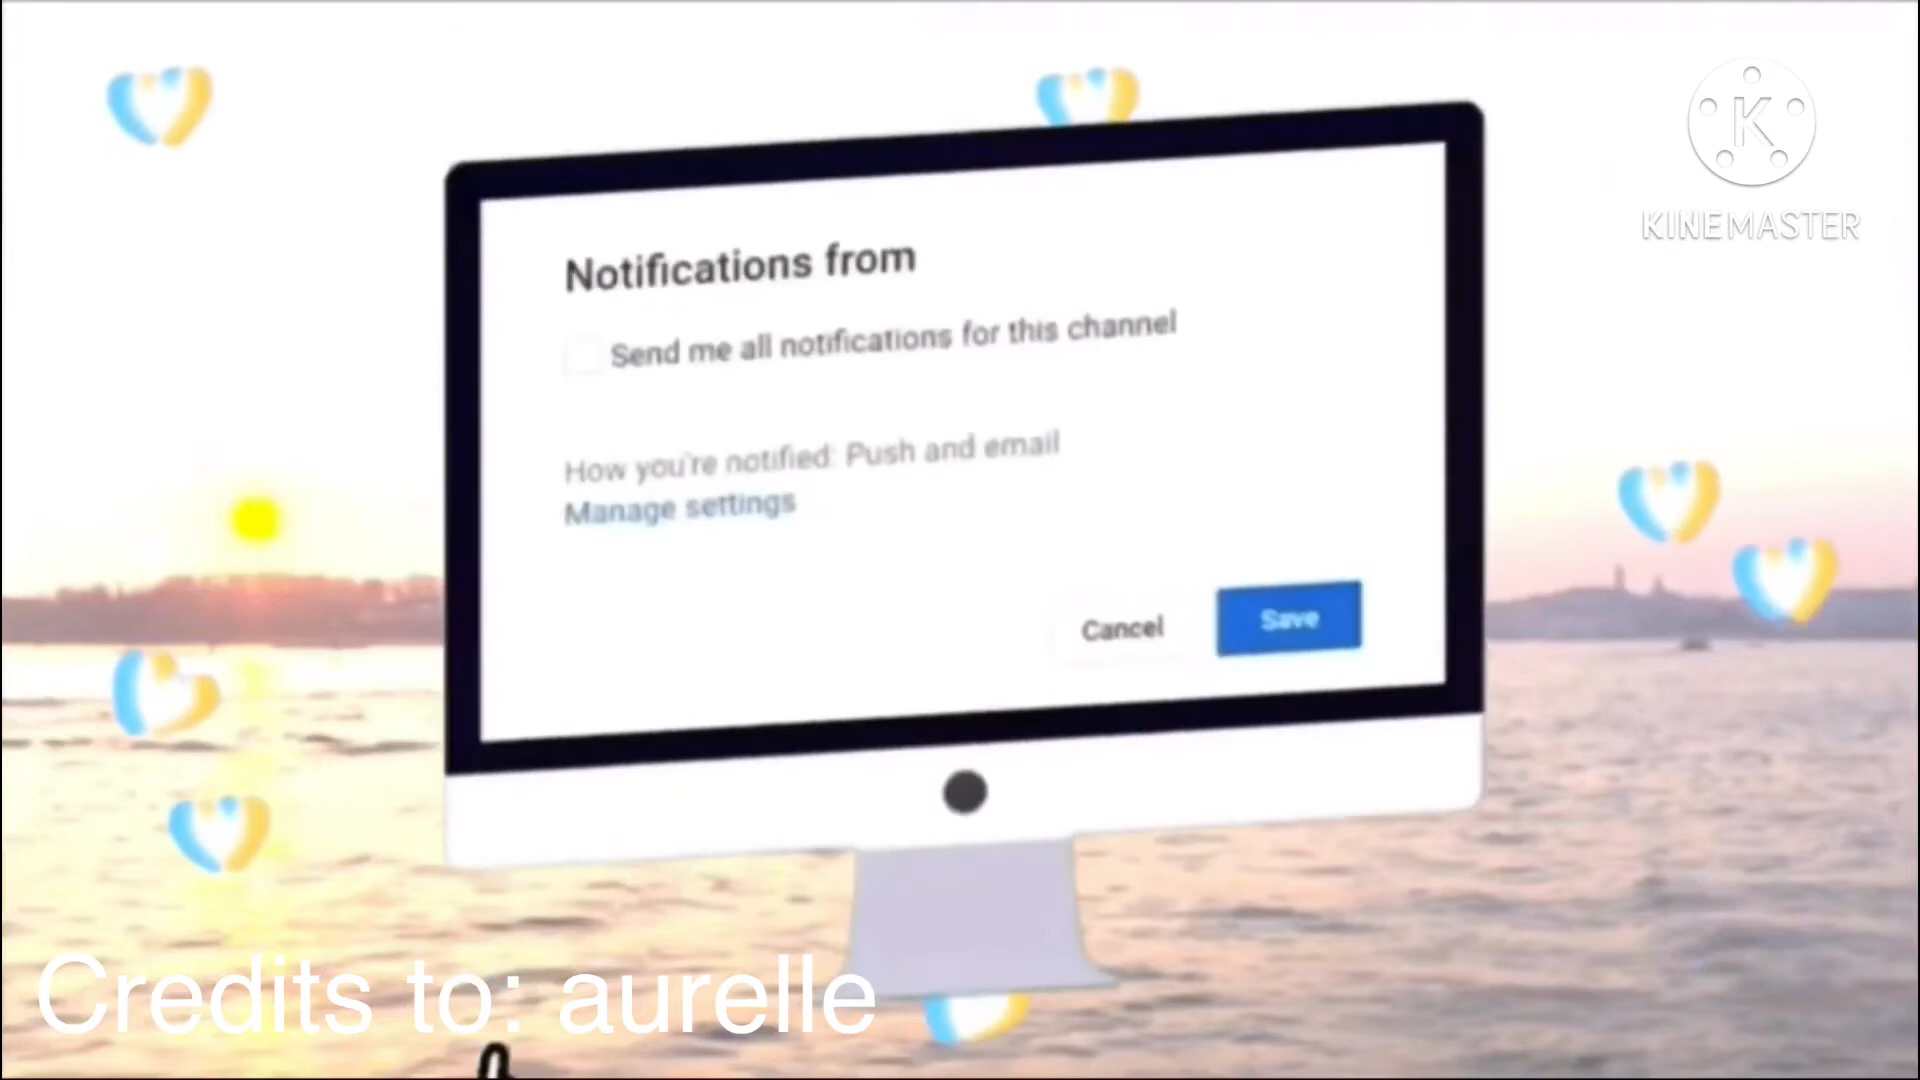 K
KINEMASTER
Notifications from
Send me all notifications for this channel
How you're notified: Push and email
Manage settings
Cancel
Save
Credits to: aurelle